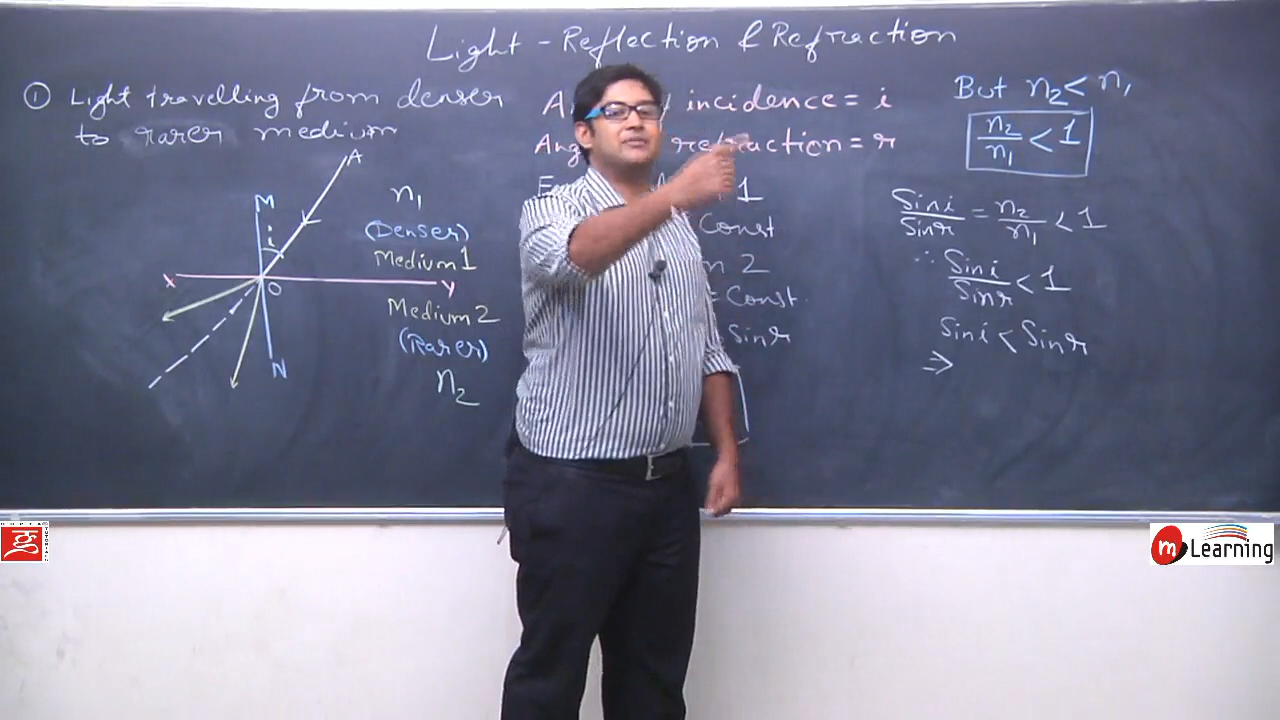 Light - Reflection & Refraction
① Light travelling from denser
to rarer medium
A
M
i
n₁
(Denser)
Medium 1
X
O
Y
Medium 2
(Rarer)
N
n₂
incidence = i
refraction = r
1
Const
2
= Const.
Sin r
But n₂ < n₁
n₂/n₁ < 1
Sin i/Sin r = n₂/n₁ < 1
∴ Sin i/Sin r < 1
Sin i < Sin r
⇒
GUPTA TUTORIALS
g
m Learning